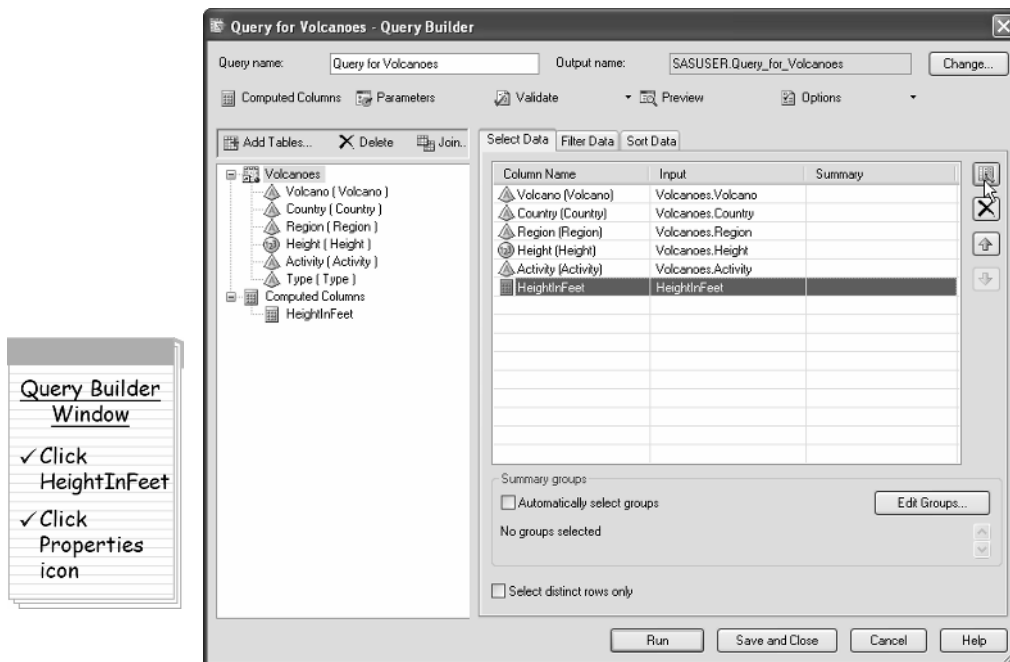 Query for Volcanoes - Query Builder
Query name: Query for Volcanoes Output name: SASUSER.Query_for_Volcanoes Change...
Computed Columns Parameters Validate Preview Options
Add Tables... Delete Join..
Volcanoes
Volcano ( Volcano )
Country ( Country )
Region ( Region )
Height ( Height )
Activity ( Activity )
Type ( Type )
Computed Columns
HeightInFeet
Select Data Filter Data Sort Data
Column Name Input Summary
Volcano (Volcano) Volcanoes.Volcano
Country (Country) Volcanoes.Country
Region (Region) Volcanoes.Region
Height (Height) Volcanoes.Height
Activity (Activity) Volcanoes.Activity
HeightInFeet HeightInFeet
Summary groups
Automatically select groups Edit Groups...
No groups selected
Select distinct rows only
Run Save and Close Cancel Help
Query Builder
Window
✓ Click
HeightInFeet
✓ Click
Properties
icon